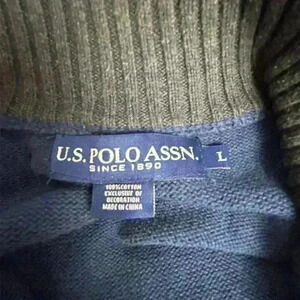 U.S. POLO ASSN. L
SINCE 1890
100% COTTON
EXCLUSIVE OF
DECORATION
MADE IN CHINA